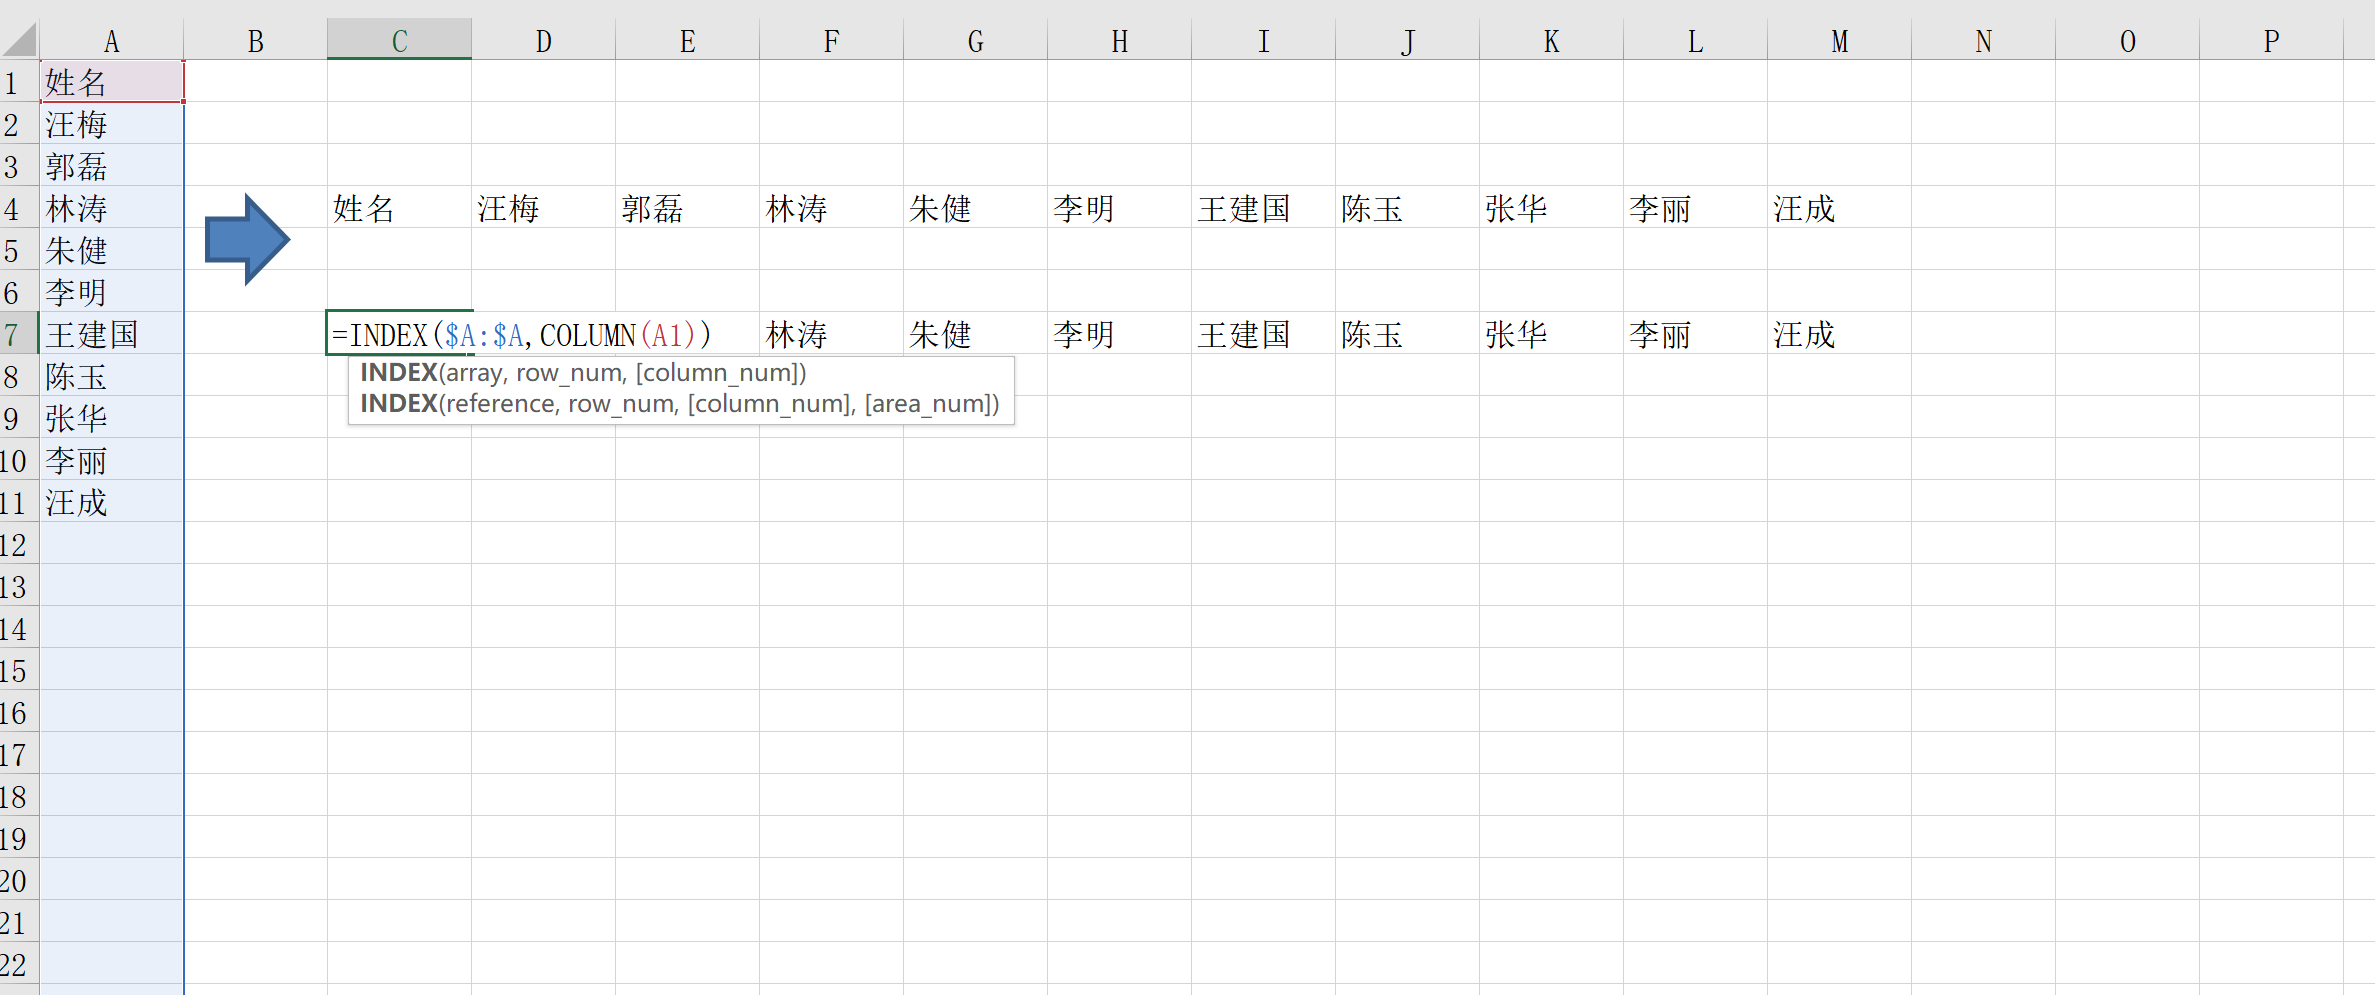 A B C D E F G H I J K L M N O P
1 姓名
2 汪梅
3 郭磊
4 林涛 姓名 汪梅 郭磊 林涛 朱健 李明 王建国 陈玉 张华 李丽 汪成
5 朱健
6 李明
7 王建国 =INDEX($A:$A,COLUMN(A1)) 林涛 朱健 李明 王建国 陈玉 张华 李丽 汪成
INDEX(array, row_num, [column_num])
8 陈玉
INDEX(reference, row_num, [column_num], [area_num])
9 张华
10 李丽
11 汪成
12
13
14
15
16
17
18
19
20
21
22